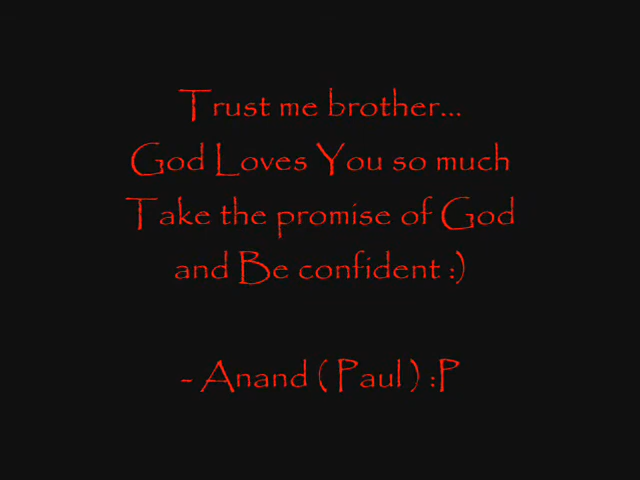 Trust me brother...
God Loves You so much
Take the promise of God
and Be confident :)
- Anand ( Paul ) :P